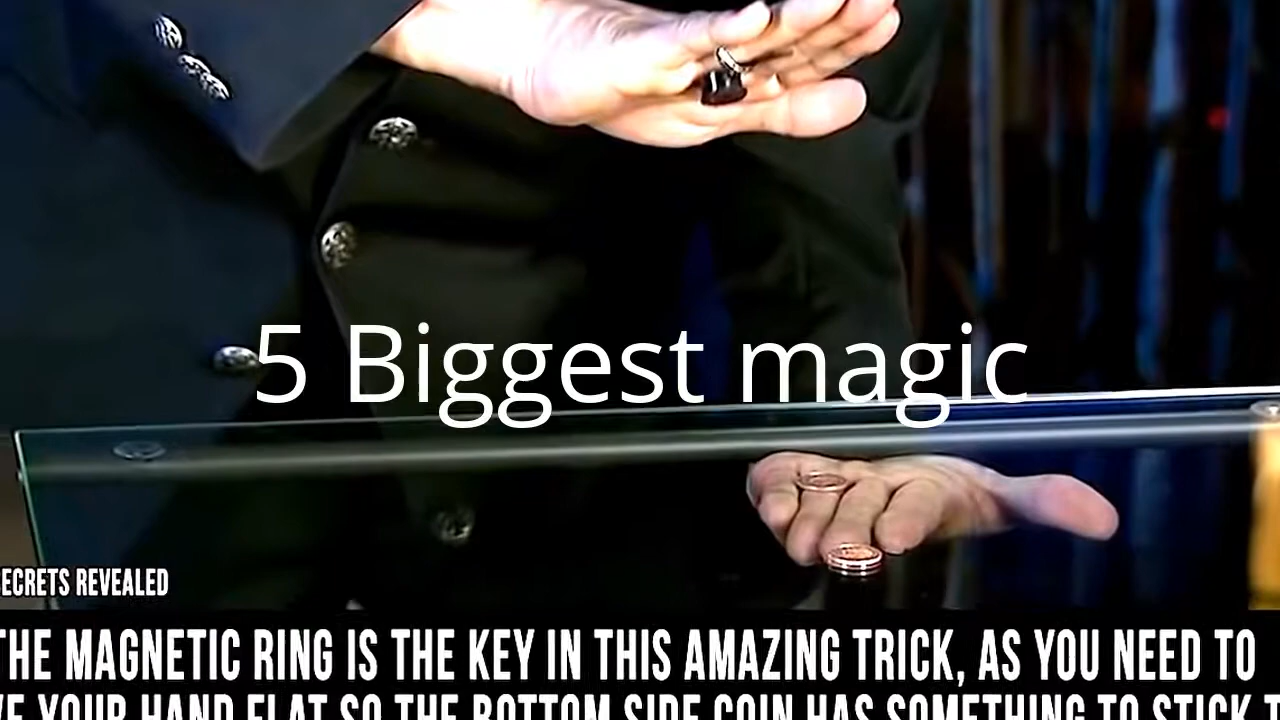 5 Biggest magic
ECRETS REVEALED
THE MAGNETIC RING IS THE KEY IN THIS AMAZING TRICK, AS YOU NEED TO
YOUR HAND FLAT SO THE BOTTOM SIDE COIN HAS SOMETHING TO STICK